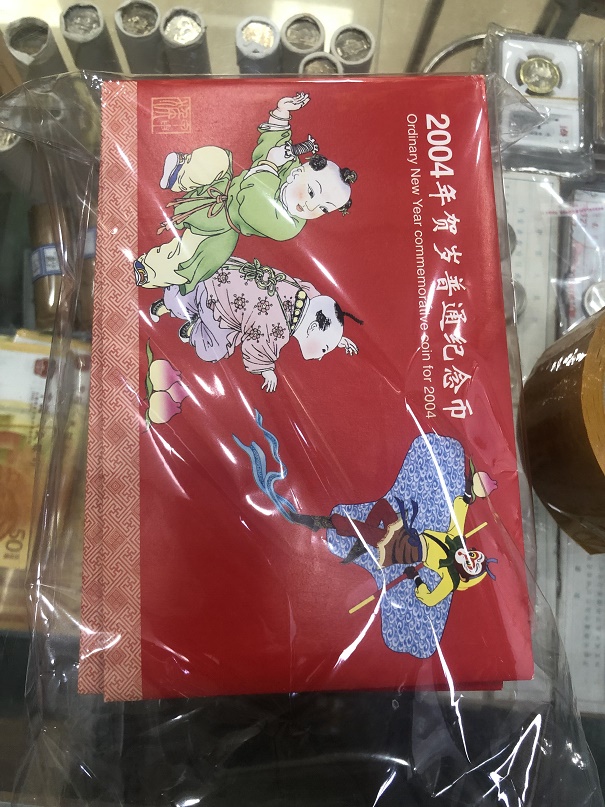 2004年贺岁普通纪念币
Ordinary New Year commemorative coin for 2004
50